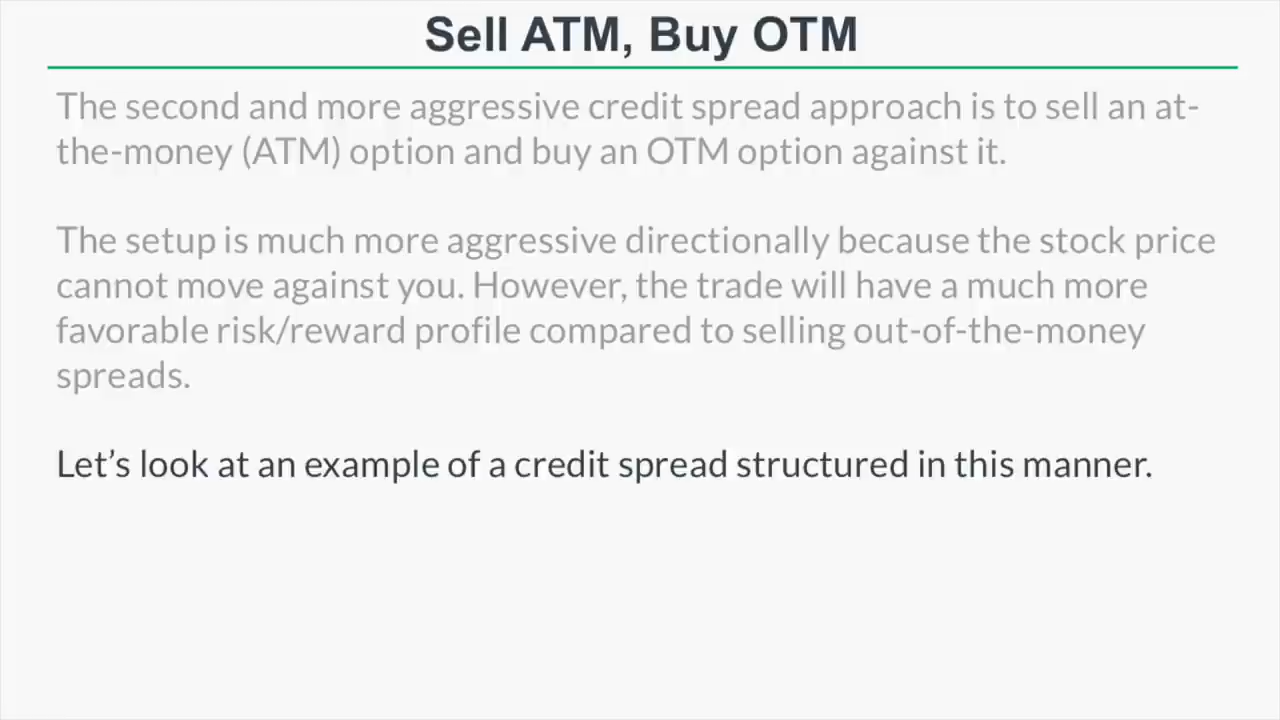 Sell ATM, Buy OTM
The second and more aggressive credit spread approach is to sell an at-
the-money (ATM) option and buy an OTM option against it.
The setup is much more aggressive directionally because the stock price
cannot move against you. However, the trade will have a much more
favorable risk/reward profile compared to selling out-of-the-money
spreads.
Let’s look at an example of a credit spread structured in this manner.